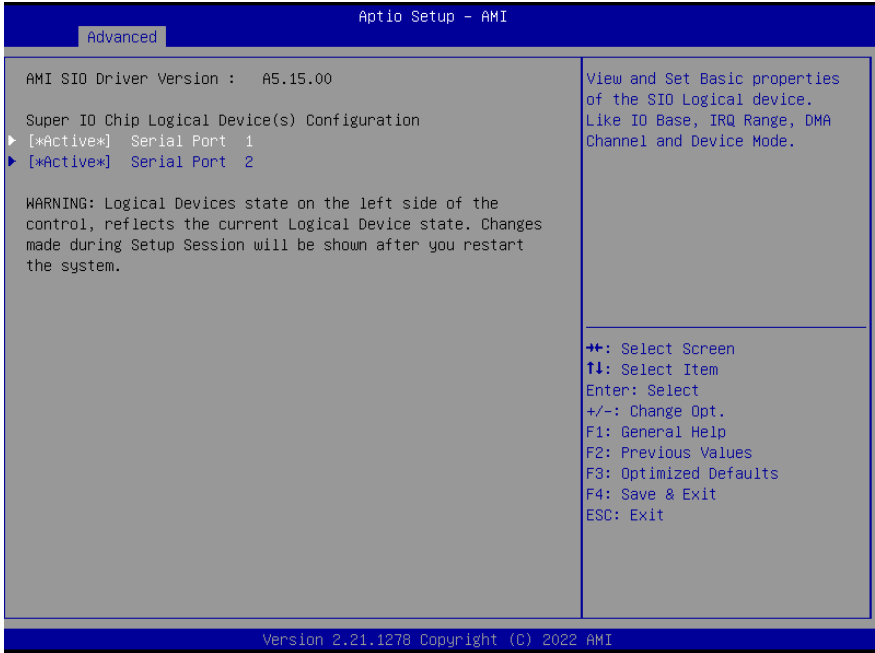 Aptio Setup – AMI
Advanced
AMI SIO Driver Version :   A5.15.00
Super IO Chip Logical Device(s) Configuration
[*Active*]  Serial Port  1
[*Active*]  Serial Port  2
WARNING: Logical Devices state on the left side of the
control, reflects the current Logical Device state. Changes
made during Setup Session will be shown after you restart
the system.
View and Set Basic properties
of the SIO Logical device.
Like IO Base, IRQ Range, DMA
Channel and Device Mode.
→←: Select Screen
↑↓: Select Item
Enter: Select
+/-: Change Opt.
F1: General Help
F2: Previous Values
F3: Optimized Defaults
F4: Save & Exit
ESC: Exit
Version 2.21.1278 Copyright (C) 2022 AMI